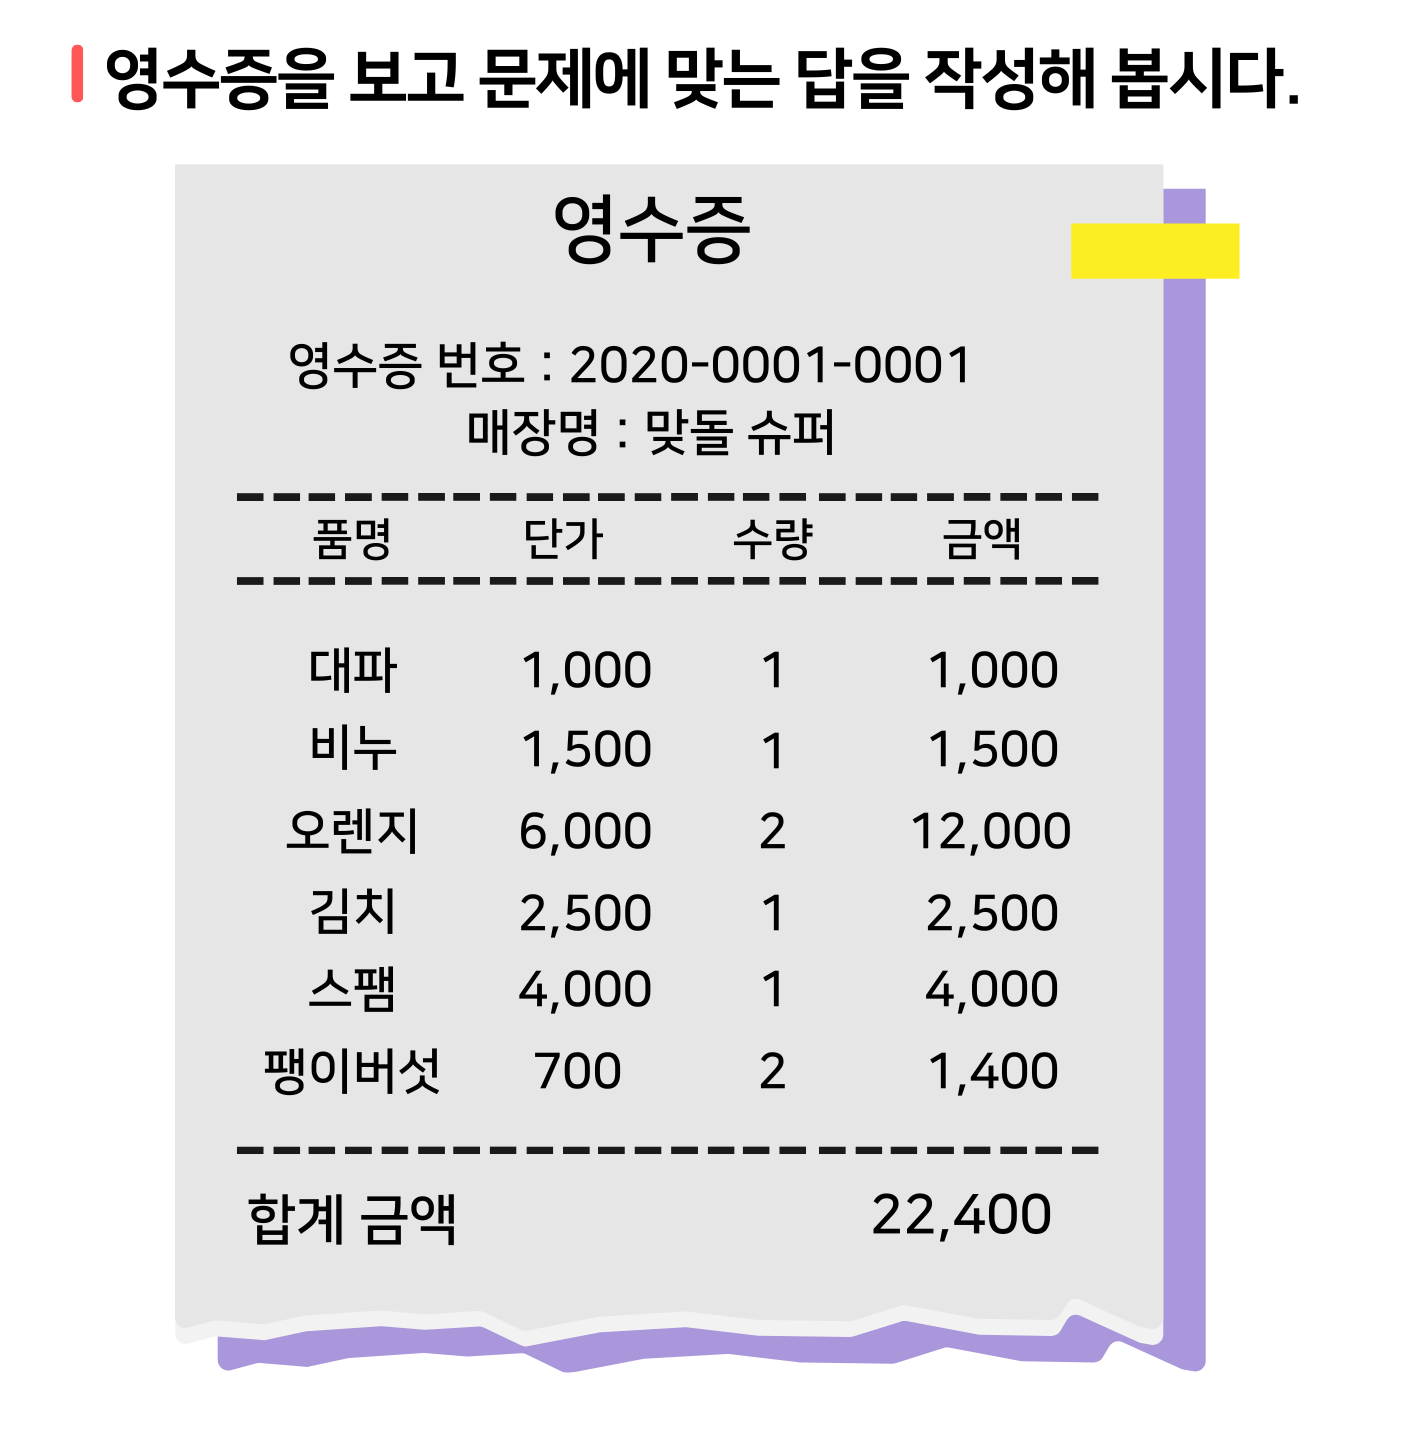 영수증을 보고 문제에 맞는 답을 작성해 봅시다.
영수증
영수증 번호 : 2020-0001-0001
매장명 : 맞돌 슈퍼
품명 단가 수량 금액
대파 1,000 1 1,000
비누 1,500 1 1,500
오렌지 6,000 2 12,000
김치 2,500 1 2,500
스팸 4,000 1 4,000
팽이버섯 700 2 1,400
합계 금액 22,400